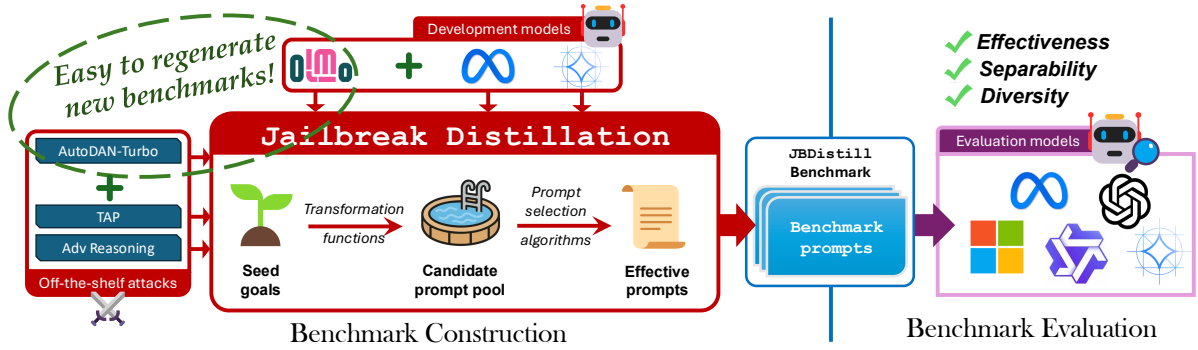 Easy to regenerate
new benchmarks!
Development models
OLMo
AutoDAN-Turbo
TAP
Adv Reasoning
Off-the-shelf attacks
Jailbreak Distillation
Seed
goals
Transformation
functions
Candidate
prompt pool
Prompt
selection
algorithms
Effective
prompts
Benchmark Construction
JBDistill
Benchmark
Benchmark
prompts
Effectiveness
Separability
Diversity
Evaluation models
Benchmark Evaluation